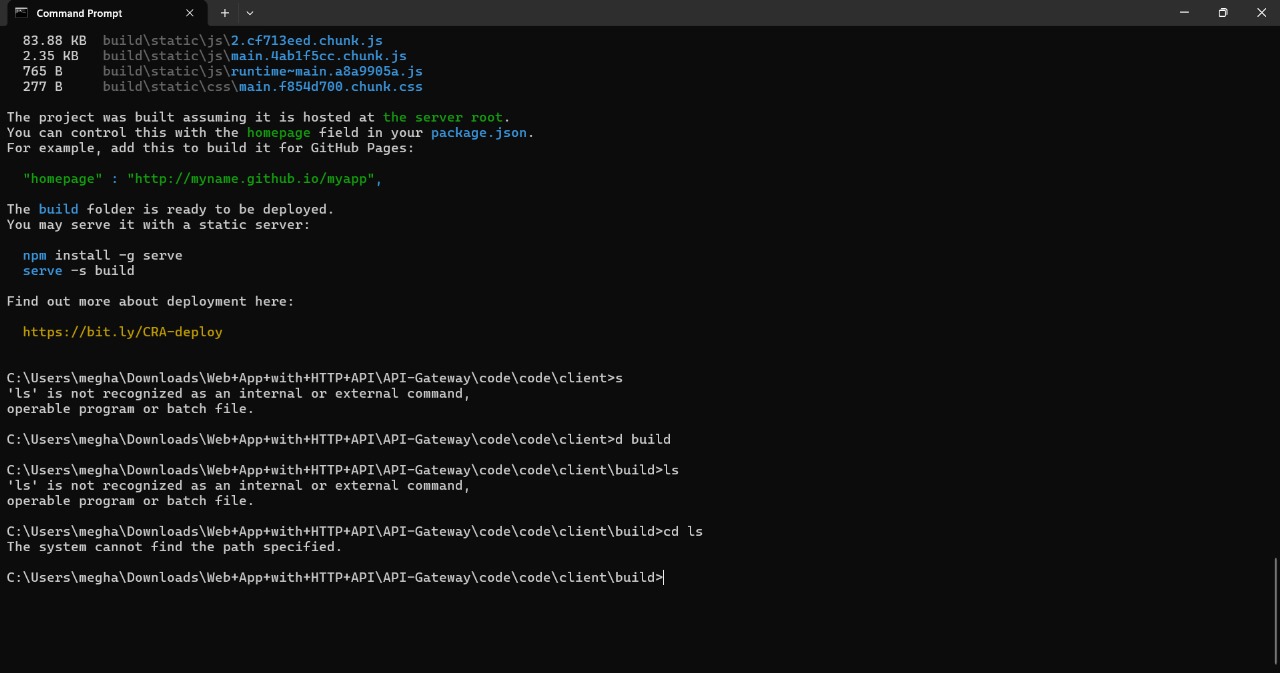 Command Prompt
83.88 KB  build\static\js\2.cf713eed.chunk.js
2.35 KB   build\static\js\main.4ab1f5cc.chunk.js
765 B     build\static\js\runtime~main.a8a9905a.js
277 B     build\static\css\main.f854d700.chunk.css
The project was built assuming it is hosted at the server root.
You can control this with the homepage field in your package.json.
For example, add this to build it for GitHub Pages:
"homepage" : "http://myname.github.io/myapp",
The build folder is ready to be deployed.
You may serve it with a static server:
npm install -g serve
serve -s build
Find out more about deployment here:
https://bit.ly/CRA-deploy
C:\Users\megha\Downloads\Web+App+with+HTTP+API\API-Gateway\code\code\client>s
'ls' is not recognized as an internal or external command,
operable program or batch file.
C:\Users\megha\Downloads\Web+App+with+HTTP+API\API-Gateway\code\code\client>d build
C:\Users\megha\Downloads\Web+App+with+HTTP+API\API-Gateway\code\code\client\build>ls
'ls' is not recognized as an internal or external command,
operable program or batch file.
C:\Users\megha\Downloads\Web+App+with+HTTP+API\API-Gateway\code\code\client\build>cd ls
The system cannot find the path specified.
C:\Users\megha\Downloads\Web+App+with+HTTP+API\API-Gateway\code\code\client\build>